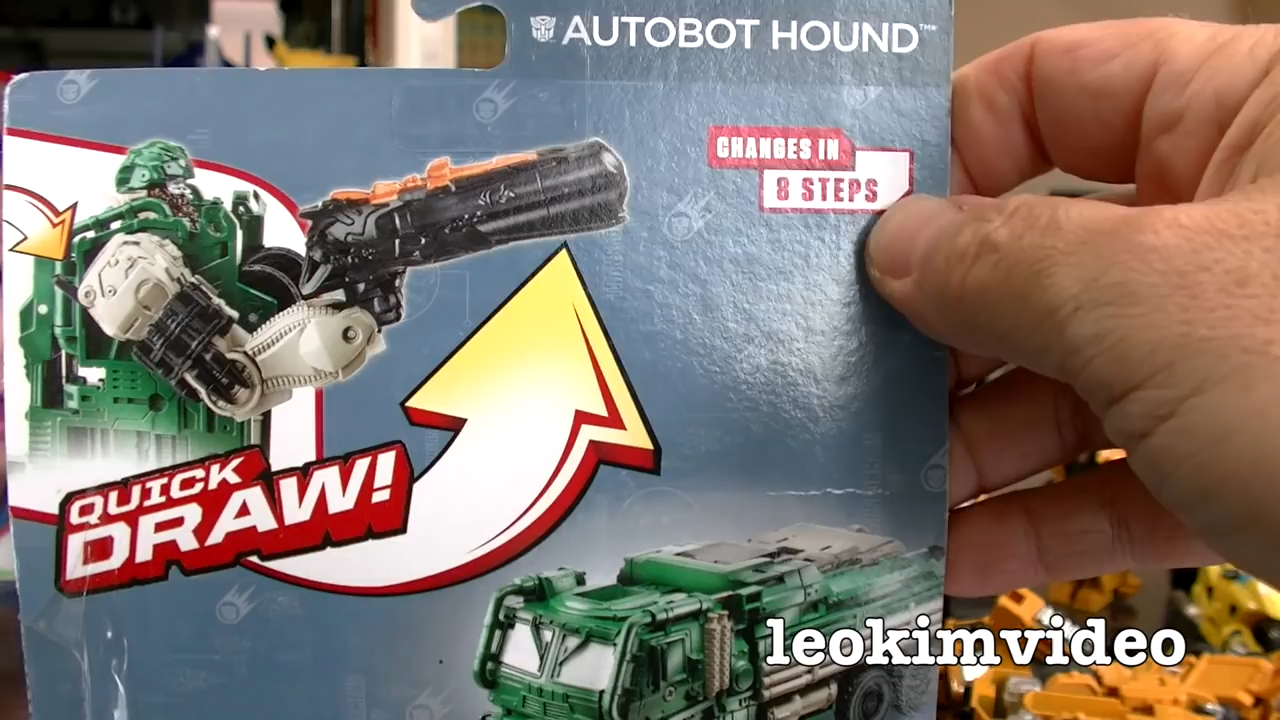 AUTOBOT HOUND™
CHANGES IN
8 STEPS
QUICK
DRAW!
leokimvideo